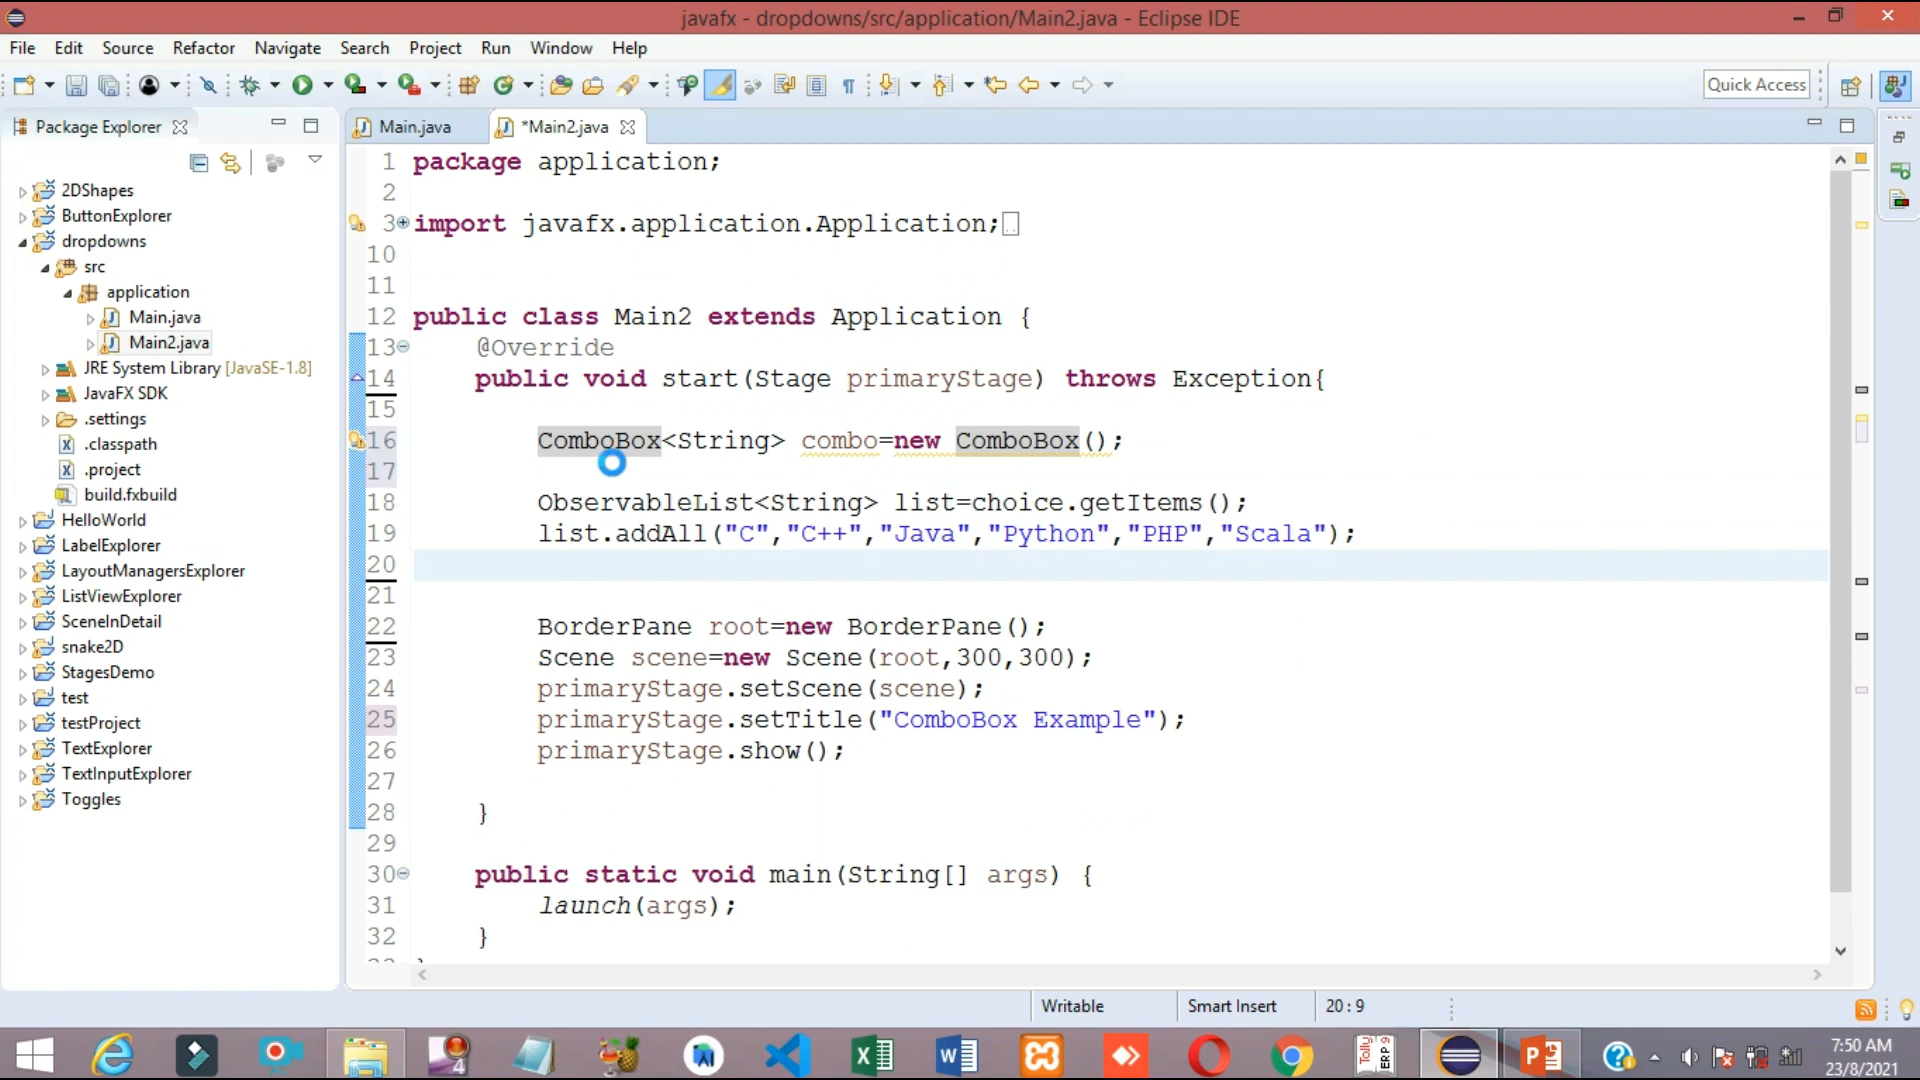 javafx - dropdowns/src/application/Main2.java - Eclipse IDE
File Edit Source Refactor Navigate Search Project Run Window Help
Quick Access
Package Explorer
Main.java
*Main2.java
2DShapes
ButtonExplorer
dropdowns
src
application
Main.java
Main2.java
JRE System Library [JavaSE-1.8]
JavaFX SDK
.settings
.classpath
.project
build.fxbuild
HelloWorld
LabelExplorer
LayoutManagersExplorer
ListViewExplorer
SceneInDetail
snake2D
StagesDemo
test
testProject
TextExplorer
TextInputExplorer
Toggles
1 package application;
2
3 import javafx.application.Application;
10
11
12 public class Main2 extends Application {
13 @Override
14 public void start(Stage primaryStage) throws Exception{
15
16 ComboBox<String> combo=new ComboBox();
17
18 ObservableList<String> list=choice.getItems();
19 list.addAll("C","C++","Java","Python","PHP","Scala");
20
21
22 BorderPane root=new BorderPane();
23 Scene scene=new Scene(root,300,300);
24 primaryStage.setScene(scene);
25 primaryStage.setTitle("ComboBox Example");
26 primaryStage.show();
27
28 }
29
30 public static void main(String[] args) {
31 launch(args);
32 }
Writable Smart Insert 20 : 9
7:50 AM
23/8/2021